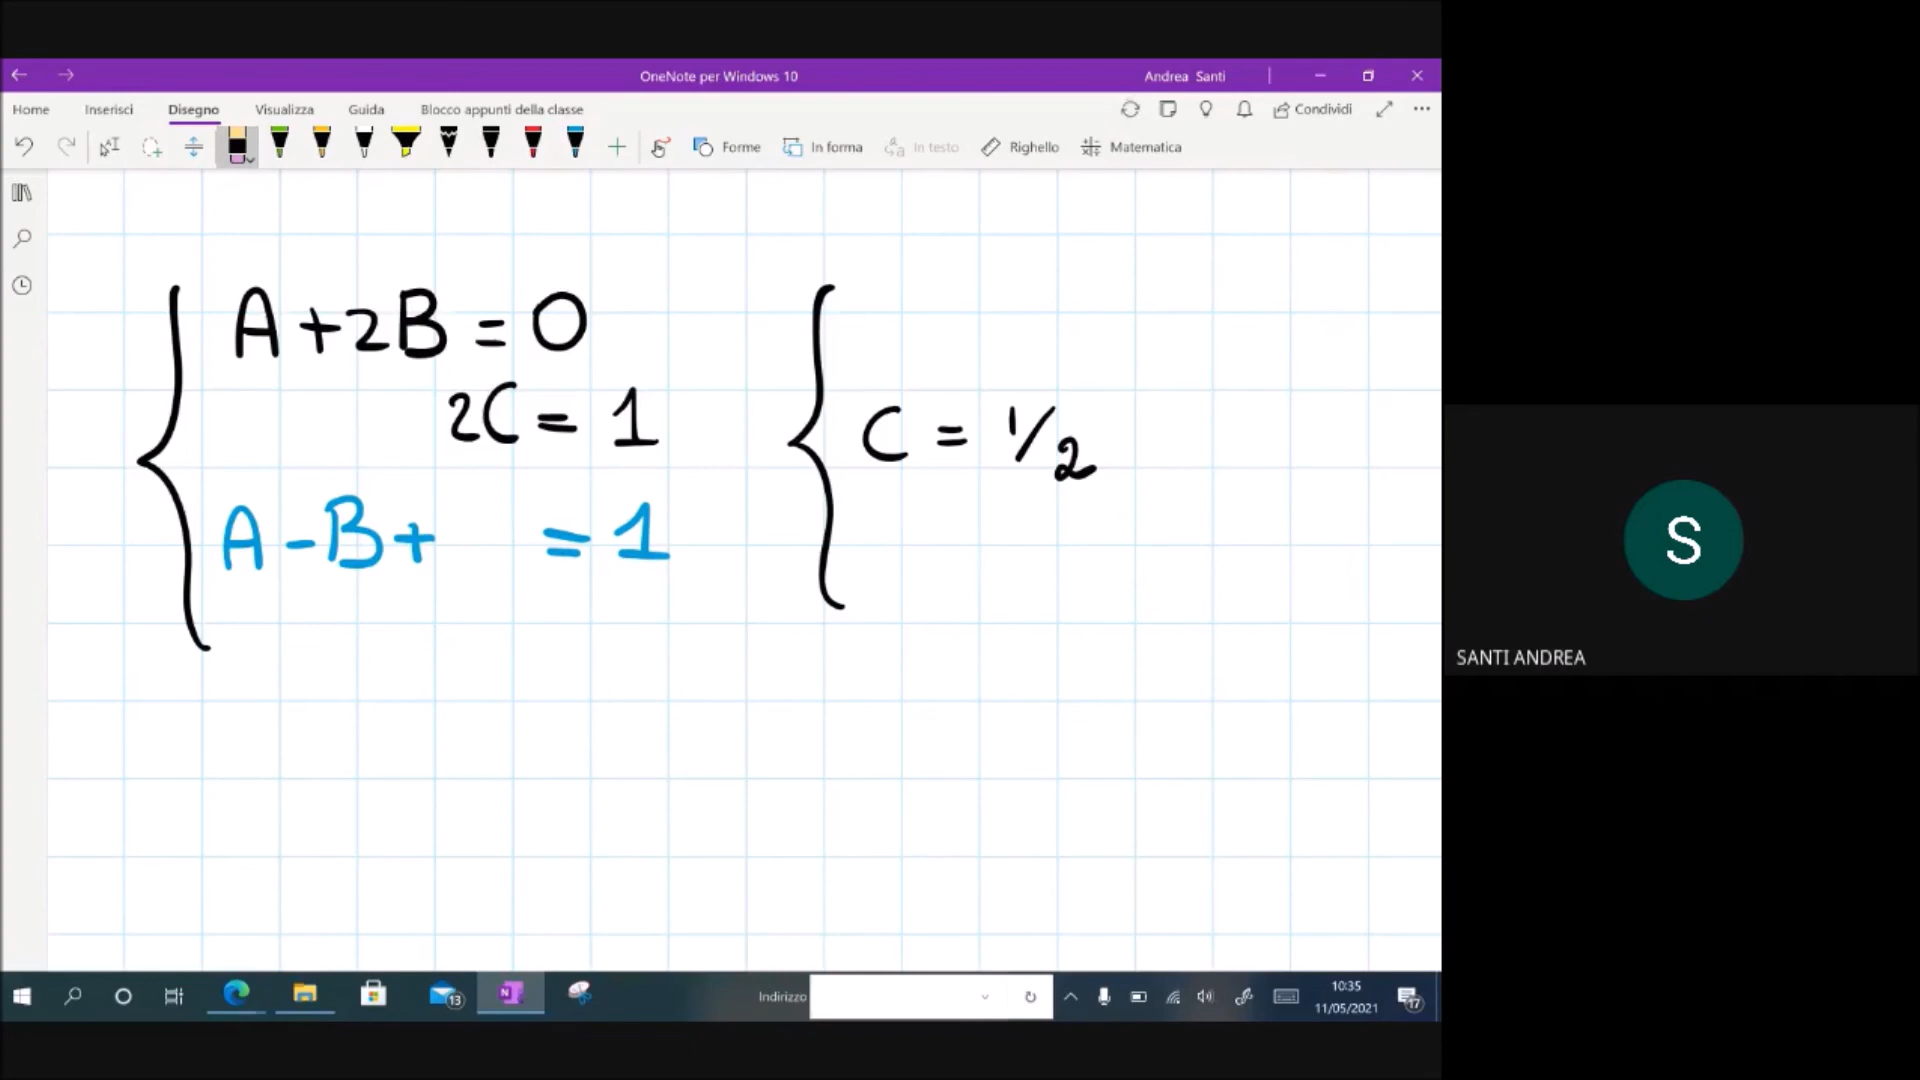 OneNote per Windows 10
Andrea Santi
Home Inserisci Disegno Visualizza Guida Blocco appunti della classe Condividi
Forme In forma In testo Righello Matematica
A+2B=0
2C=1
A-B+ =1
C=1/2
S
SANTI ANDREA
13
Indirizzo
10:35
11/05/2021
17